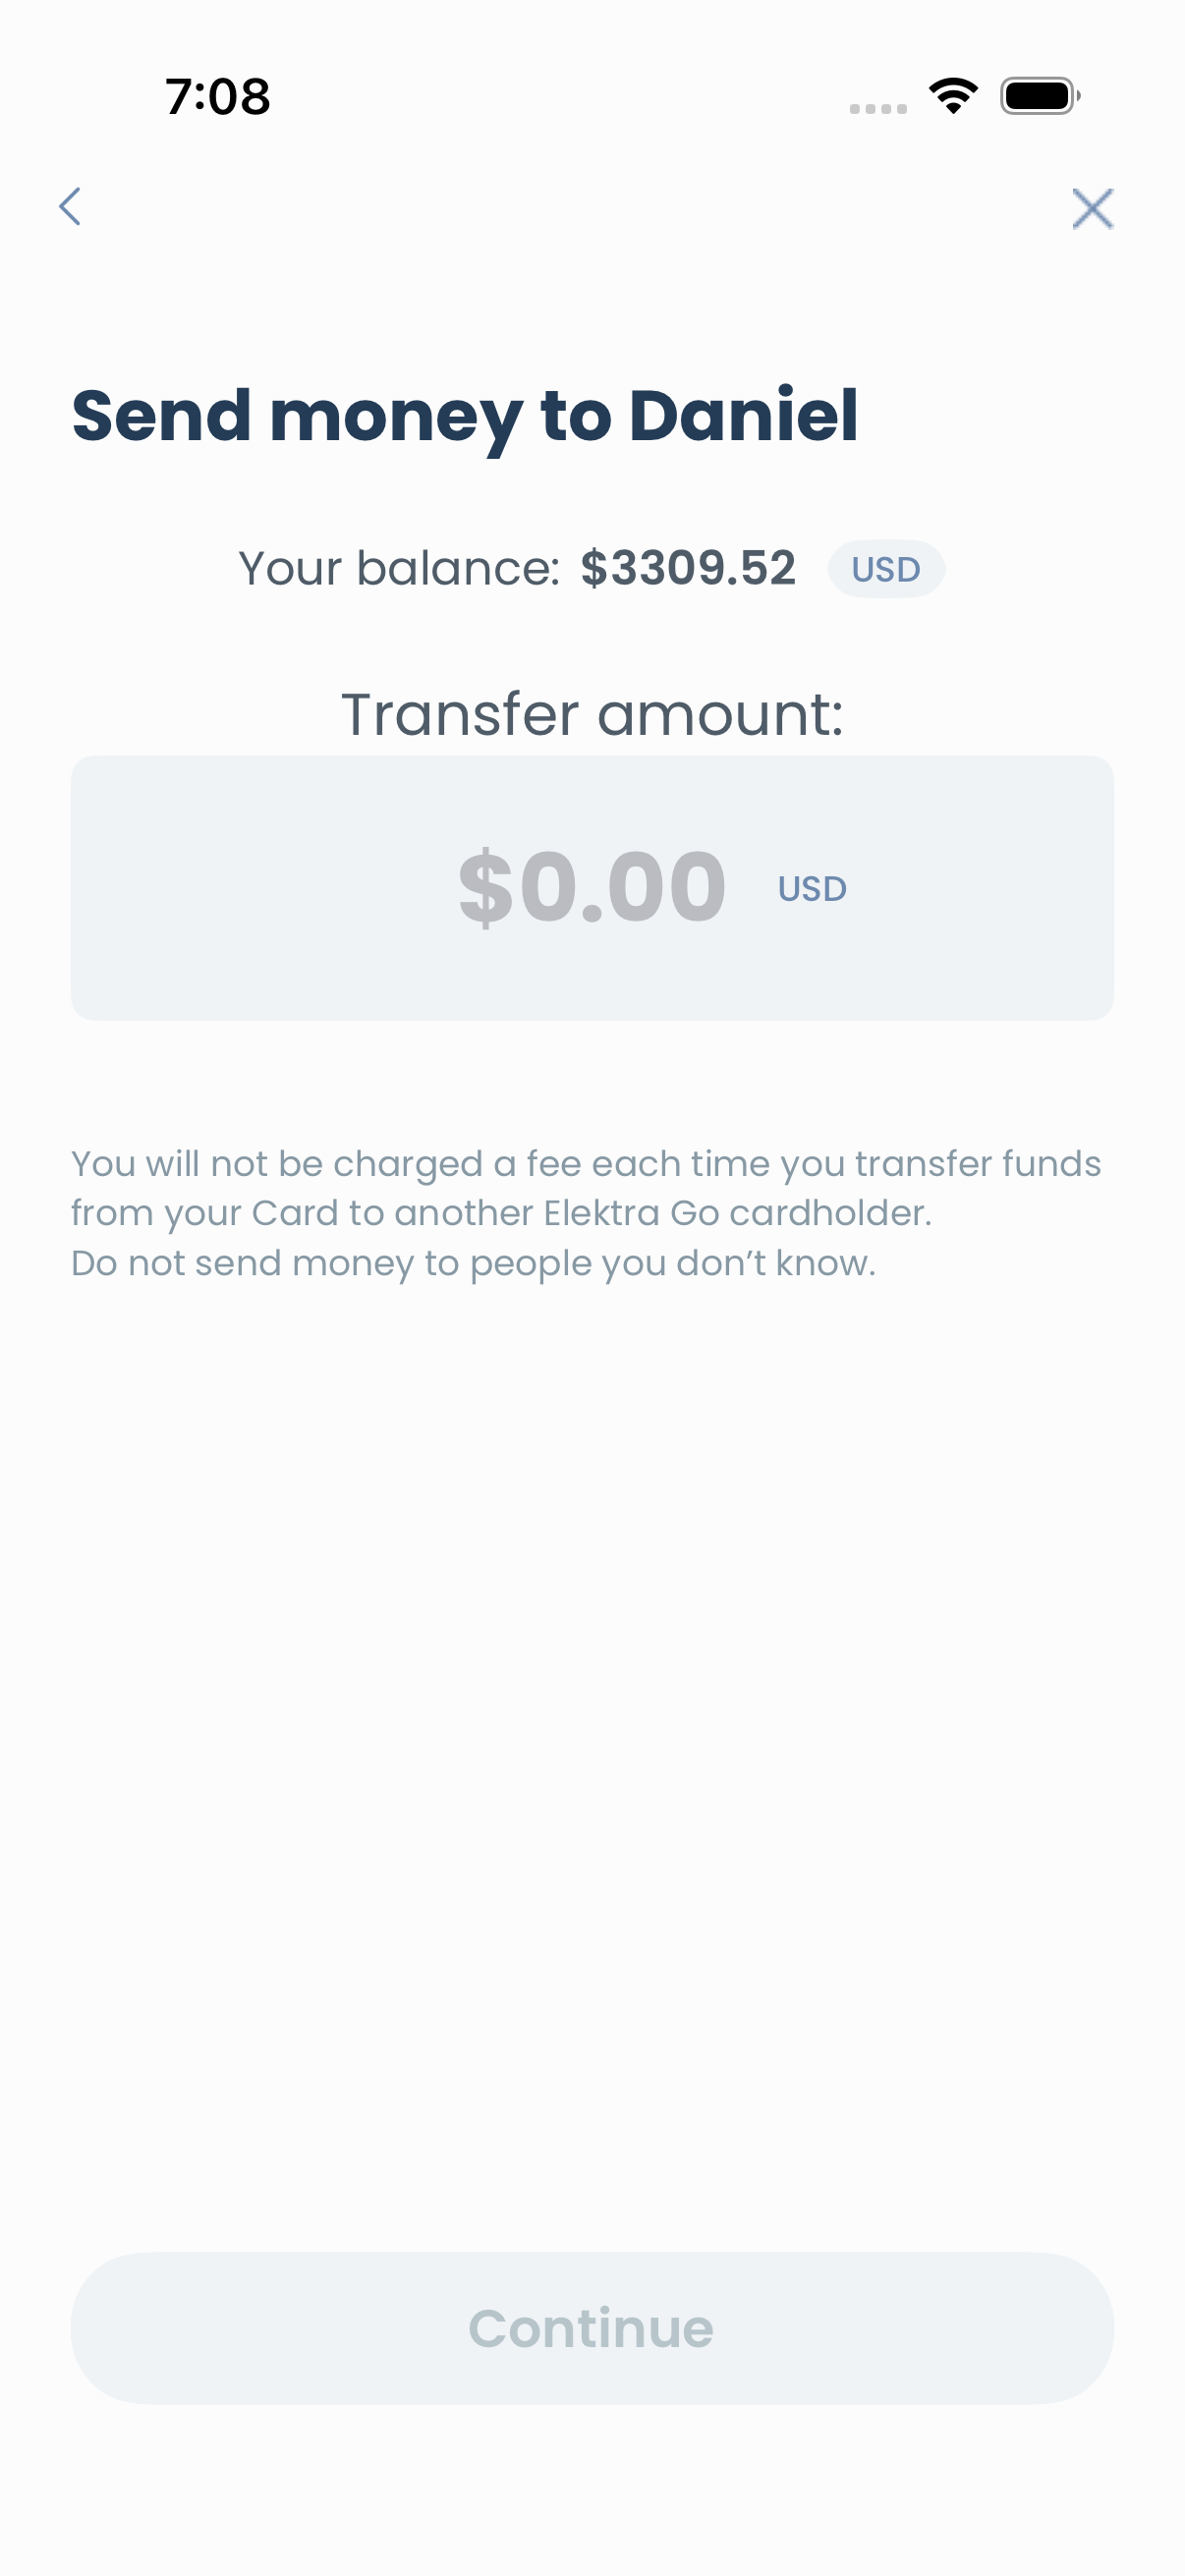 7:08
Send money to Daniel
Your balance: $3309.52 USD
Transfer amount:
$0.00 USD
You will not be charged a fee each time you transfer funds
from your Card to another Elektra Go cardholder.
Do not send money to people you don’t know.
Continue